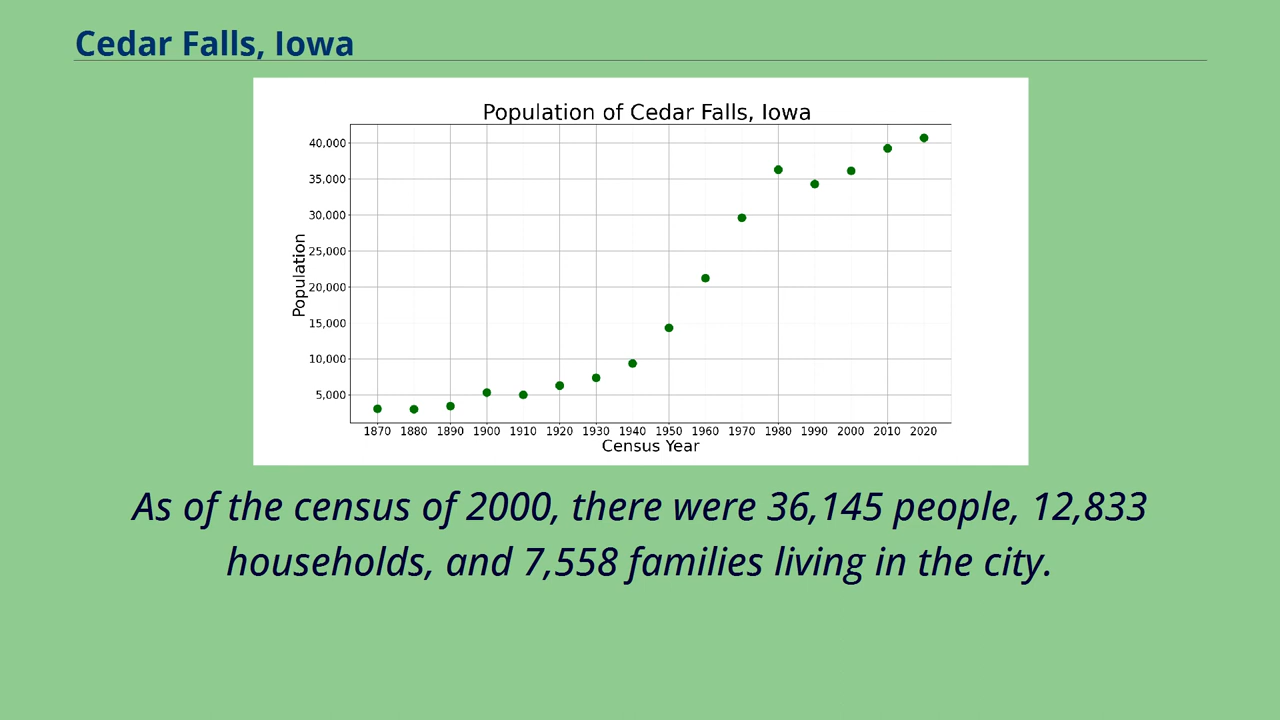 Cedar Falls, Iowa
Population of Cedar Falls, Iowa
40,000
35,000
30,000
25,000
20,000
15,000
10,000
5,000
Population
1870 1880 1890 1900 1910 1920 1930 1940 1950 1960 1970 1980 1990 2000 2010 2020
Census Year
As of the census of 2000, there were 36,145 people, 12,833
households, and 7,558 families living in the city.